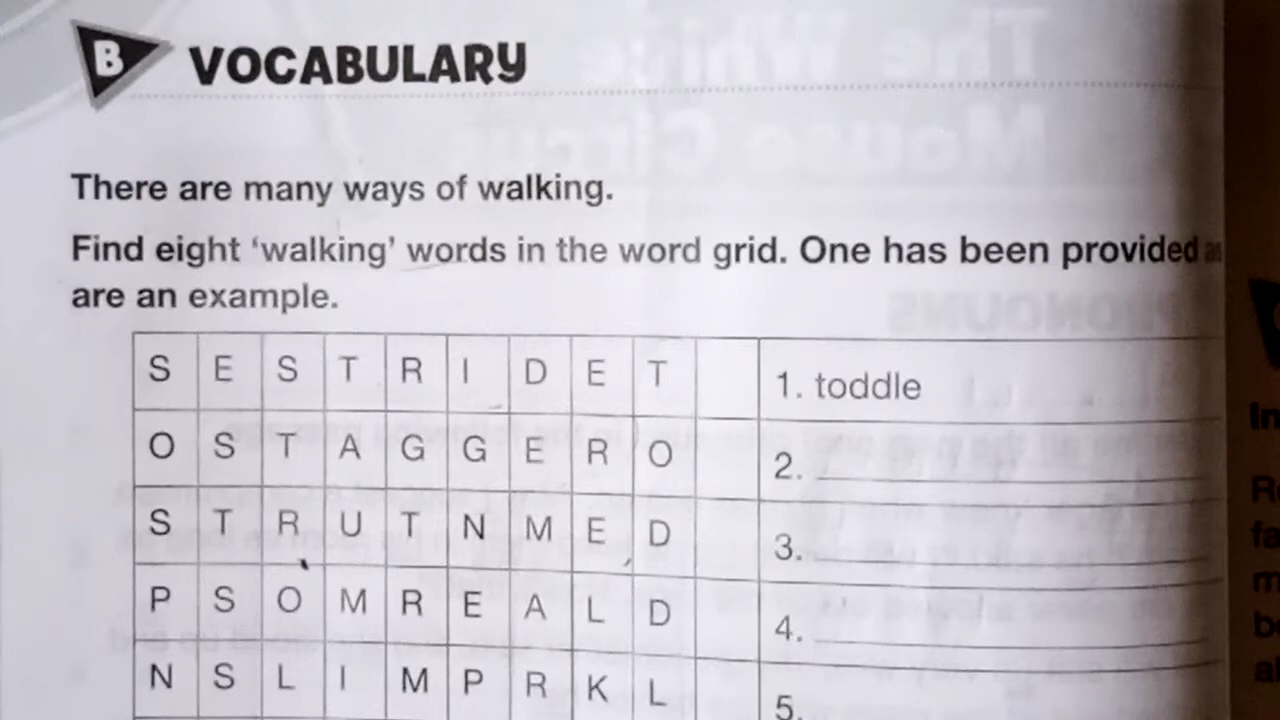 B VOCABULARY
There are many ways of walking.
Find eight ‘walking’ words in the word grid. One has been provided
are an example.
S E S T R I D E T 1. toddle
O S T A G G E R O 2.
S T R U T N M E D 3.
P S O M R E A L D 4.
N S L I M P R K L 5.